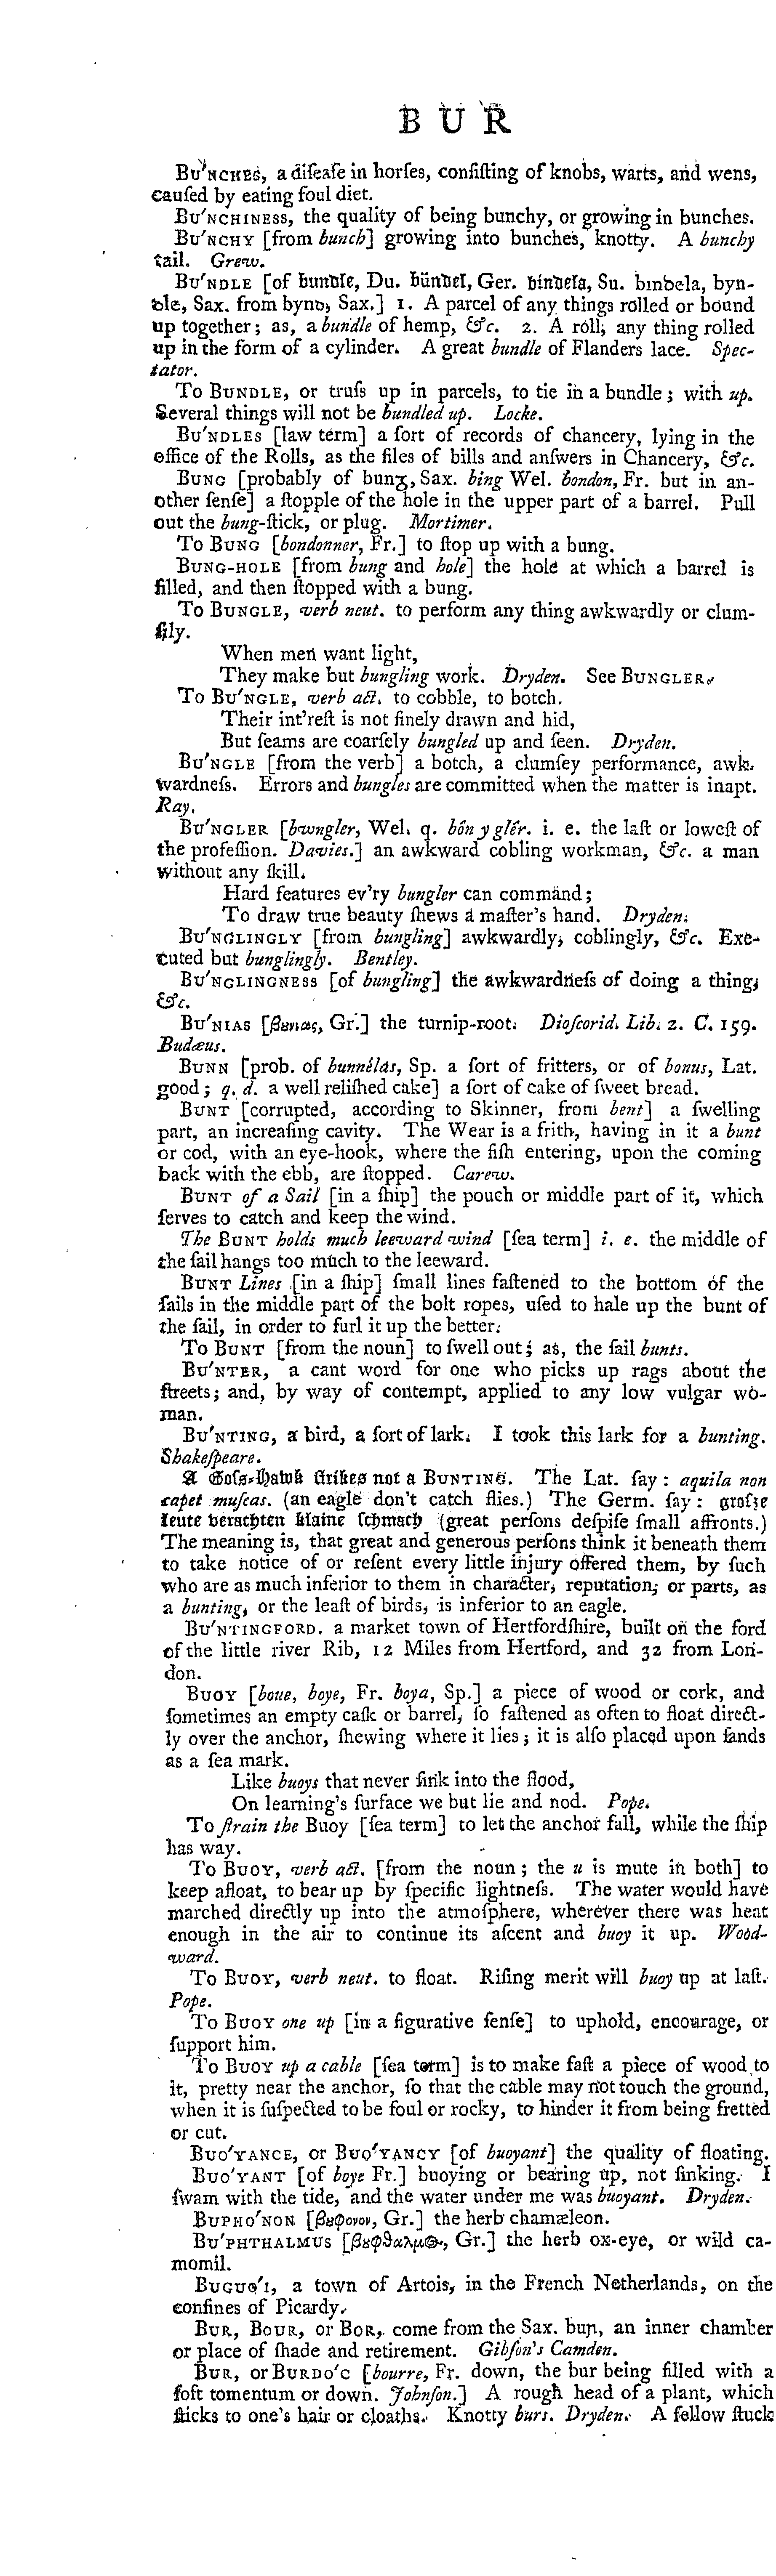 B U R
BU'NCHES, a diſeaſe in horſes, conſiſting of knobs, warts, and wens,
cauſed by eating foul diet.
BU'NCHINESS, the quality of being bunchy, or growing in bunches.
BU'NCHY [from bunch] growing into bunches, knotty. A bunchy
tail. Grew.
BU'NDLE [of bundle, Du. bündel, Ger. bindela, Su. binbela, byn-
ble, Sax. from bynd, Sax.] 1. A parcel of any things rolled or bound
up together; as, a bundle of hemp, &c. 2. A roll; any thing rolled
up in the form of a cylinder. A great bundle of Flanders lace. Spec-
tator.
To BUNDLE, or truſs up in parcels, to tie in a bundle; with up.
Several things will not be bundled up. Locke.
BU'NDLES [law term] a ſort of records of chancery, lying in the
office of the Rolls, as the files of bills and anſwers in Chancery, &c.
BUNG [probably of bunᵹ, Sax. bing Wel. bondon, Fr. but in an-
other ſenſe] a ſtopple of the hole in the upper part of a barrel. Pull
out the bung-ſtick, or plug. Mortimer.
To BUNG [bondonner, Fr.] to ſtop up with a bung.
BUNG-HOLE [from bung and hole] the hole at which a barrel is
filled, and then ſtopped with a bung.
To BUNGLE, verb neut. to perform any thing awkwardly or clum-
ſily.
When men want light,
They make but bungling work. Dryden. See BUNGLER.
To BU'NGLE, verb act. to cobble, to botch.
Their int'reſt is not finely drawn and hid,
But ſeams are coarſely bungled up and ſeen. Dryden.
BU'NGLE [from the verb] a botch, a clumſey performance, awk-
wardneſs. Errors and bungles are committed when the matter is inapt.
Ray.
BU'NGLER [bwngler, Wel. q. bôn y glêr. i. e. the laſt or loweſt of
the profeſſion. Davies.] an awkward cobling workman, &c. a man
without any ſkill.
Hard features ev'ry bungler can command;
To draw true beauty ſhews a maſter's hand. Dryden.
BU'NGLINGLY [from bungling] awkwardly, coblingly, &c. Exe-
cuted but bunglingly. Bentley.
BU'NGLINGNESS [of bungling] the awkwardneſs of doing a thing,
&c.
BU'NIAS [βȣνιας, Gr.] the turnip-root. Dioſcorid. Lib. 2. C. 159.
Budæus.
BUNN [prob. of bunnélas, Sp. a ſort of fritters, or of bonus, Lat.
good; q. d. a well reliſhed cake] a ſort of cake of ſweet bread.
BUNT [corrupted, according to Skinner, from bent] a ſwelling
part, an increaſing cavity. The Wear is a frith, having in it a bunt
or cod, with an eye-hook, where the fiſh entering, upon the coming
back with the ebb, are ſtopped. Carew.
BUNT of a Sail [in a ſhip] the pouch or middle part of it, which
ſerves to catch and keep the wind.
The BUNT holds much leeward wind [ſea term] i. e. the middle of
the ſail hangs too much to the leeward.
BUNT Lines [in a ſhip] ſmall lines faſtened to the bottom of the
ſails in the middle part of the bolt ropes, uſed to hale up the bunt of
the ſail, in order to furl it up the better.
To BUNT [from the noun] to ſwell out; as, the ſail bunts.
BU'NTER, a cant word for one who picks up rags about the
ſtreets; and, by way of contempt, applied to any low vulgar wo-
man.
BU'NTING, a bird, a ſort of lark. I took this lark for a bunting.
Shakeſpeare.
A Goſs-Hawk ſtrikes not a BUNTING. The Lat. ſay: aquila non
capet muſcas. (an eagle don't catch flies.) The Germ. ſay: groſze
leute verachten klaine ſchmach (great perſons deſpiſe ſmall affronts.)
The meaning is, that great and generous perſons think it beneath them
to take notice of or reſent every little injury offered them, by ſuch
who are as much inferior to them in character, reputation, or parts, as
a bunting, or the leaſt of birds, is inferior to an eagle.
BU'NTINGFORD. a market town of Hertfordſhire, built on the ford
of the little river Rib, 12 Miles from Hertford, and 32 from Lon-
don.
BUOY [boue, boye, Fr. boya, Sp.] a piece of wood or cork, and
ſometimes an empty caſk or barrel, ſo faſtened as often to float direct-
ly over the anchor, ſhewing where it lies; it is alſo placed upon ſands
as a ſea mark.
Like buoys that never ſink into the flood,
On learning's ſurface we but lie and nod. Pope.
To ſtrain the Buoy [ſea term] to let the anchor fall, while the ſhip
has way.
To BUOY, verb act. [from the noun; the u is mute in both] to
keep afloat, to bear up by ſpecific lightneſs. The water would have
marched directly up into the atmoſphere, wherever there was heat
enough in the air to continue its aſcent and buoy it up. Wood-
ward.
To BUOY, verb neut. to float. Riſing merit will buoy up at laſt.
Pope.
To BUOY one up [in a figurative ſenſe] to uphold, encourage, or
ſupport him.
To BUOY up a cable [ſea term] is to make faſt a piece of wood to
it, pretty near the anchor, ſo that the cable may not touch the ground,
when it is ſuſpected to be foul or rocky, to hinder it from being fretted
or cut.
BUO'YANCE, or BUO'YANCY [of buoyant] the quality of floating.
BUO'YANT [of boye Fr.] buoying or bearing up, not ſinking. I
ſwam with the tide, and the water under me was buoyant. Dryden.
BUPHO'NON [βȣφονον, Gr.] the herb chamæleon.
BU'PHTHALMUS [βȣφθαλμος, Gr.] the herb ox-eye, or wild ca-
momil.
BUGUO'I, a town of Artois, in the French Netherlands, on the
confines of Picardy.
BUR, BOUR, or BOR, come from the Sax. buꞃ, an inner chamber
or place of ſhade and retirement. Gibſon's Camden.
BUR, or BURDO'C [bourre, Fr. down, the bur being filled with a
ſoft tomentum or down. Johnſon.] A rough head of a plant, which
ſticks to one's hair or cloaths. Knotty burs. Dryden. A fellow ſtuck